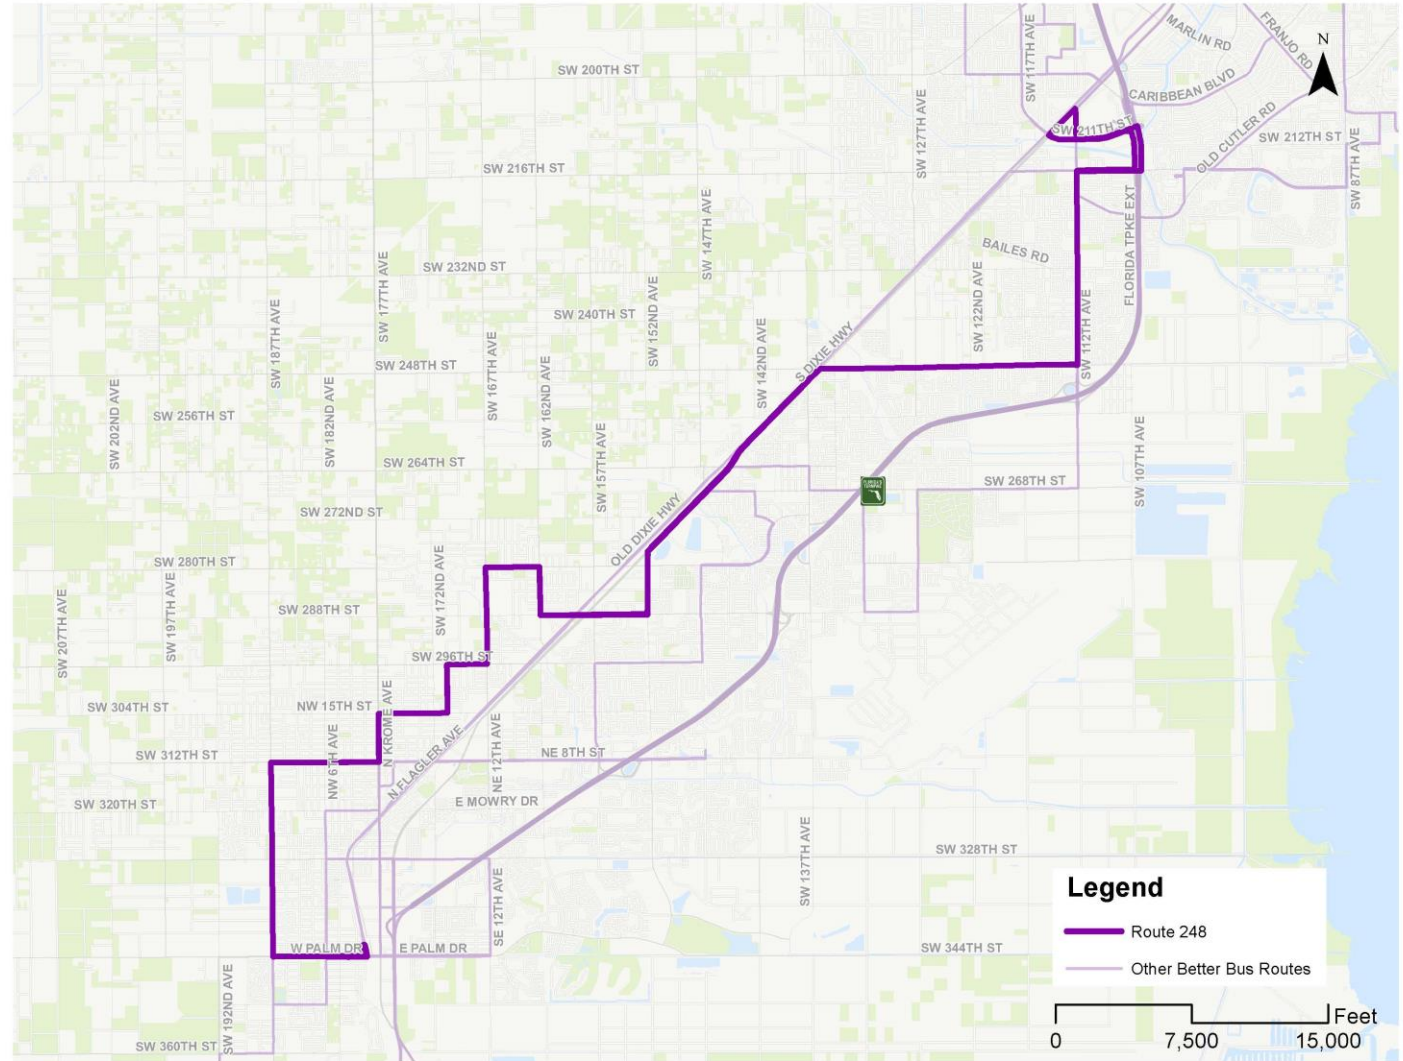 MARLIN RD
FRANJO RD
N
SW 117TH AVE
SW 200TH ST
CARIBBEAN BLVD
SW 127TH AVE
SW 211TH ST
OLD CUTLER RD
SW 212TH ST
SW 87TH AVE
SW 216TH ST
SW 147TH AVE
FLORIDA TPKE EXT
BAILES RD
SW 177TH AVE
SW 232ND ST
SW 152ND AVE
SW 122ND AVE
SW 187TH AVE
SW 240TH ST
SW 112TH AVE
SW 167TH AVE
SW 142ND AVE
S DIXIE HWY
SW 248TH ST
SW 162ND AVE
SW 202ND AVE
SW 182ND AVE
SW 256TH ST
SW 157TH AVE
SW 107TH AVE
SW 264TH ST
SW 268TH ST
SW 272ND ST
OLD DIXIE HWY
SW 280TH ST
SW 172ND AVE
SW 197TH AVE
SW 207TH AVE
SW 288TH ST
SW 296TH ST
SW 304TH ST
NW 15TH ST
N KROME AVE
NW 6TH AVE
N FLAGLER AVE
NE 12TH AVE
SW 312TH ST
NE 8TH ST
SW 320TH ST
E MOWRY DR
SW 137TH AVE
SW 328TH ST
SE 12TH AVE
W PALM DR
E PALM DR
SW 344TH ST
SW 192ND AVE
SW 360TH ST
Legend
Route 248
Other Better Bus Routes
Feet
0 7,500 15,000